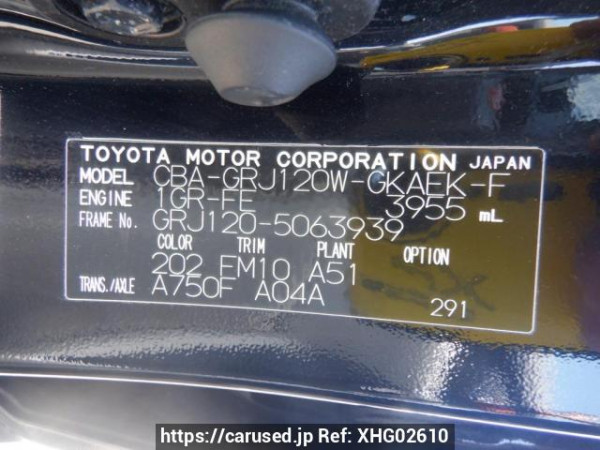 TOYOTA MOTOR CORPORATION JAPAN
MODEL CBA-GRJ120W-GKAEK-F
ENGINE 1GR-FE 3955 mL
FRAME No. GRJ120-5063939
COLOR TRIM PLANT OPTION
202 FM10 A51
TRANS./AXLE A750F A04A
291
https://carused.jp Ref: XHG02610